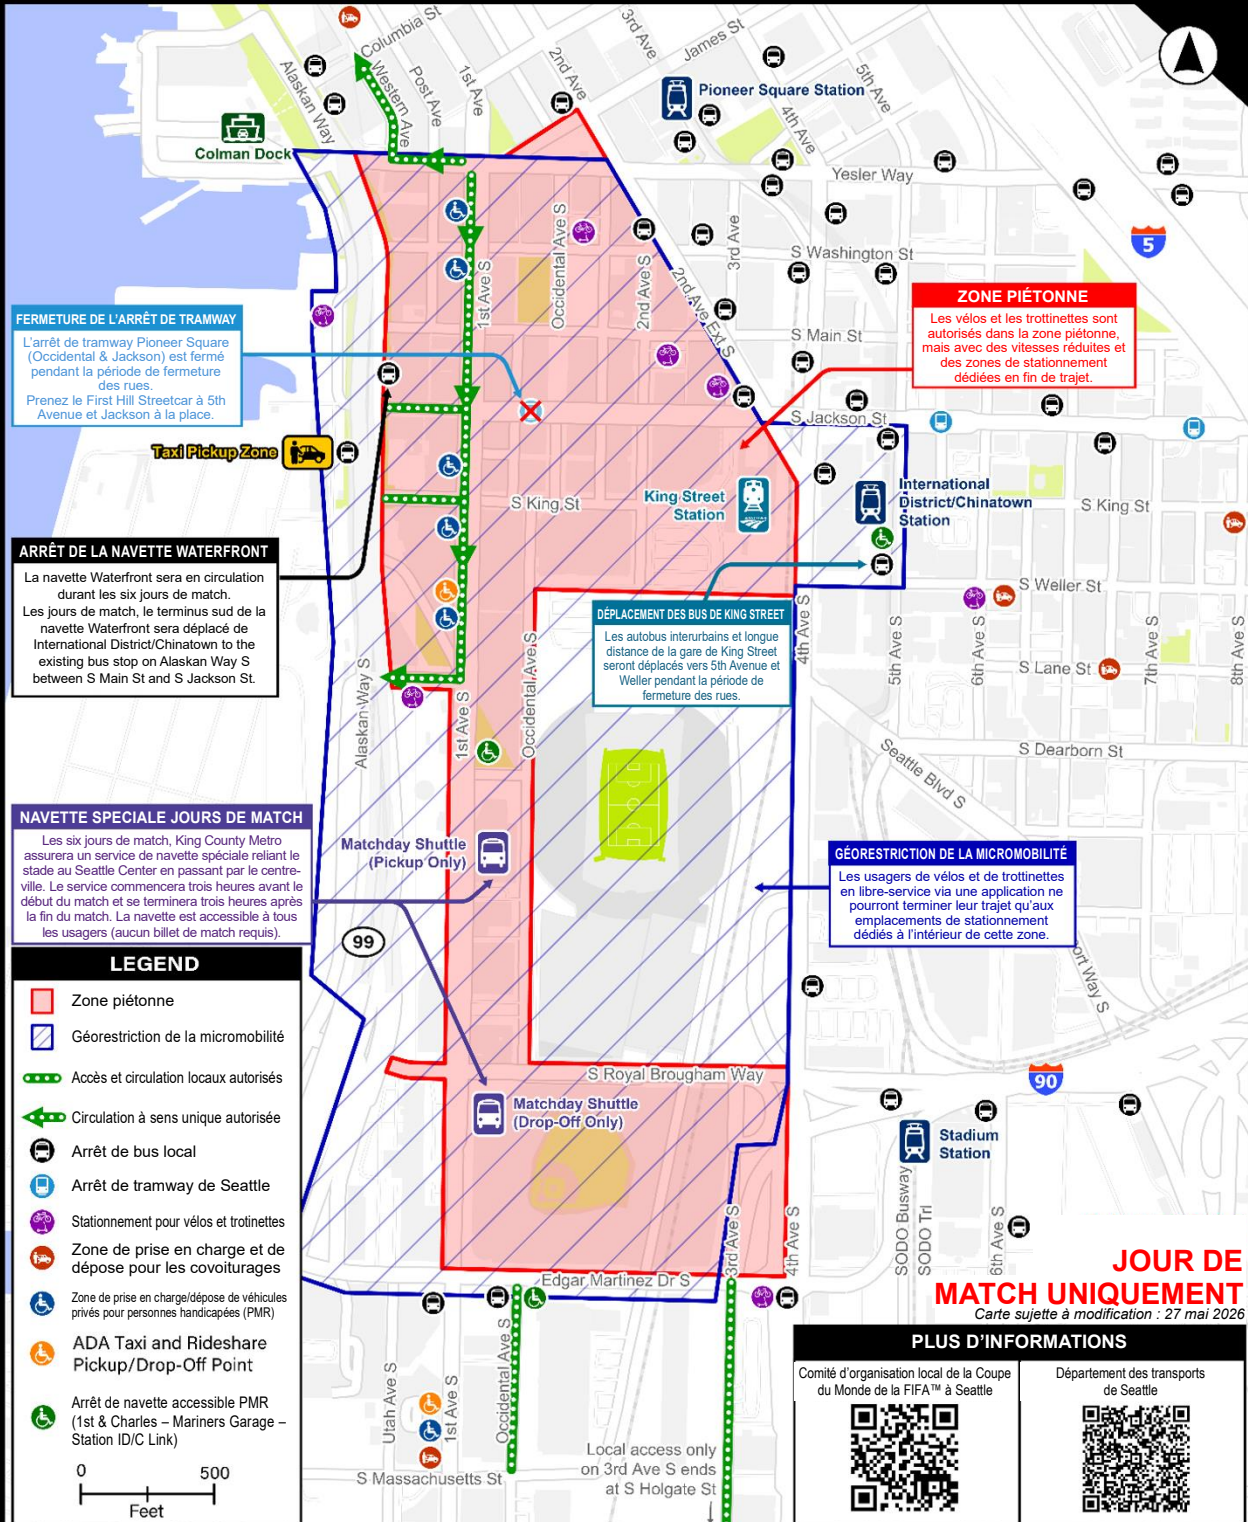 Columbia St
3rd Ave
James St
2nd Ave
5th Ave
Alaskan Way
Western Ave
Post Ave
1st Ave
4th Ave
Pioneer Square Station
Colman Dock
Yesler Way
Occidental Ave S
2nd Ave S
3rd Ave
S Washington St
5
1st Ave S
2nd Ave Ext S
S Main St
FERMETURE DE L'ARRÊT DE TRAMWAY
L'arrêt de tramway Pioneer Square
(Occidental & Jackson) est fermé
pendant la période de fermeture
des rues.
Prenez le First Hill Streetcar à 5th
Avenue et Jackson à la place.
ZONE PIÉTONNE
Les vélos et les trottinettes sont
autorisés dans la zone piétonne,
mais avec des vitesses réduites et
des zones de stationnement
dédiées en fin de trajet.
S Jackson St
Taxi Pickup Zone
S King St
King Street
Station
International
District/Chinatown
Station
S King St
ARRÊT DE LA NAVETTE WATERFRONT
La navette Waterfront sera en circulation
durant les six jours de match.
Les jours de match, le terminus sud de la
navette Waterfront sera déplacé de
International District/Chinatown to the
existing bus stop on Alaskan Way S
between S Main St and S Jackson St.
DÉPLACEMENT DES BUS DE KING STREET
Les autobus interurbains et longue
distance de la gare de King Street
seront déplacés vers 5th Avenue et
Weller pendant la période de
fermeture des rues.
S Weller St
4th Ave S
5th Ave S
6th Ave S
7th Ave S
8th Ave S
S Lane St
Alaskan Way S
1st Ave S
Occidental Ave S
S Dearborn St
Seattle Blvd S
NAVETTE SPECIALE JOURS DE MATCH
Les six jours de match, King County Metro
assurera un service de navette spéciale reliant le
stade au Seattle Center en passant par le centre-
ville. Le service commencera trois heures avant le
début du match et se terminera trois heures après
la fin du match. La navette est accessible à tous
les usagers (aucun billet de match requis).
Matchday Shuttle
(Pickup Only)
GÉORESTRICTION DE LA MICROMOBILITÉ
Les usagers de vélos et de trottinettes
en libre-service via une application ne
pourront terminer leur trajet qu'aux
emplacements de stationnement
dédiés à l'intérieur de cette zone.
99
ort Way S
S Royal Brougham Way
90
Matchday Shuttle
(Drop-Off Only)
Stadium
Station
SODO Busway
SODO Trl
6th Ave S
3rd Ave S
4th Ave S
Edgar Martinez Dr S
Utah Ave S
1st Ave S
Occidental Ave S
S Massachusetts St
Local access only
on 3rd Ave S ends
at S Holgate St
LEGEND
Zone piétonne
Géorestriction de la micromobilité
Accès et circulation locaux autorisés
Circulation à sens unique autorisée
Arrêt de bus local
Arrêt de tramway de Seattle
Stationnement pour vélos et trotinettes
Zone de prise en charge et de
dépose pour les covoiturages
Zone de prise en charge/dépose de véhicules
privés pour personnes handicapées (PMR)
ADA Taxi and Rideshare
Pickup/Drop-Off Point
Arrêt de navette accessible PMR
(1st & Charles – Mariners Garage –
Station ID/C Link)
0 500
Feet
JOUR DE
MATCH UNIQUEMENT
Carte sujette à modification : 27 mai 2026
PLUS D'INFORMATIONS
Comité d'organisation local de la Coupe
du Monde de la FIFA™ à Seattle
Département des transports
de Seattle